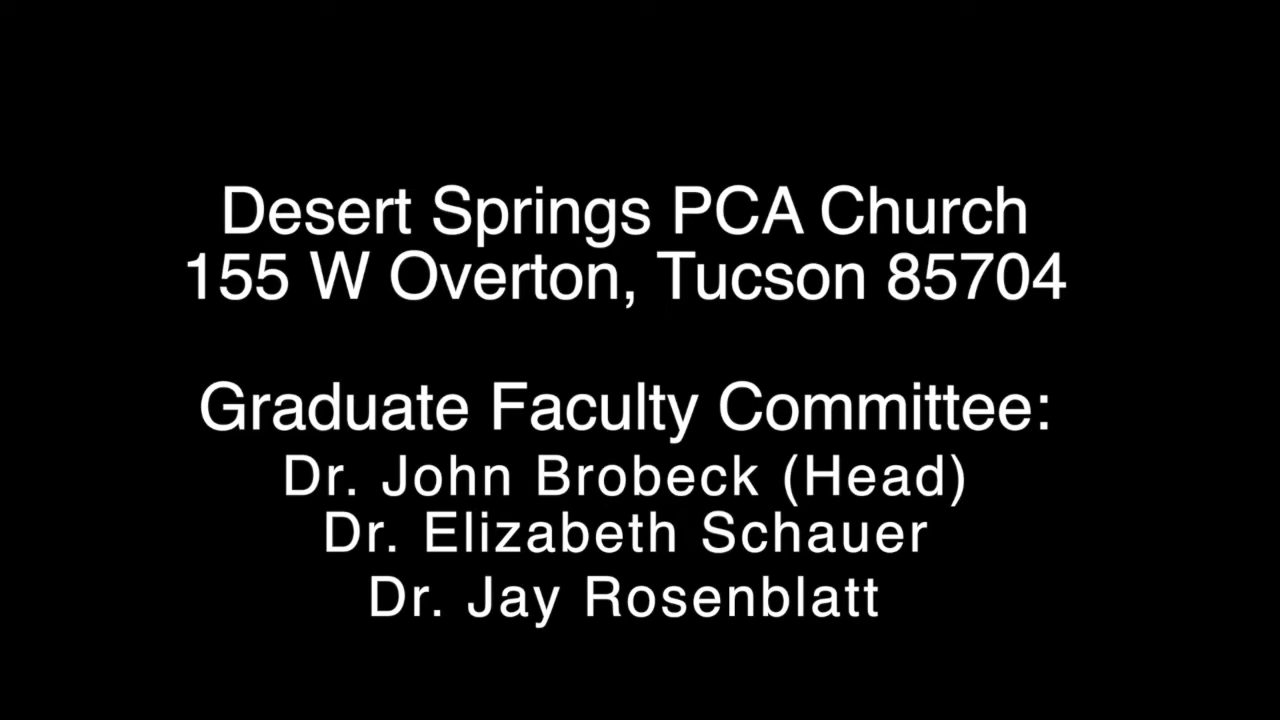 Desert Springs PCA Church
155 W Overton, Tucson 85704
Graduate Faculty Committee:
Dr. John Brobeck (Head)
Dr. Elizabeth Schauer
Dr. Jay Rosenblatt